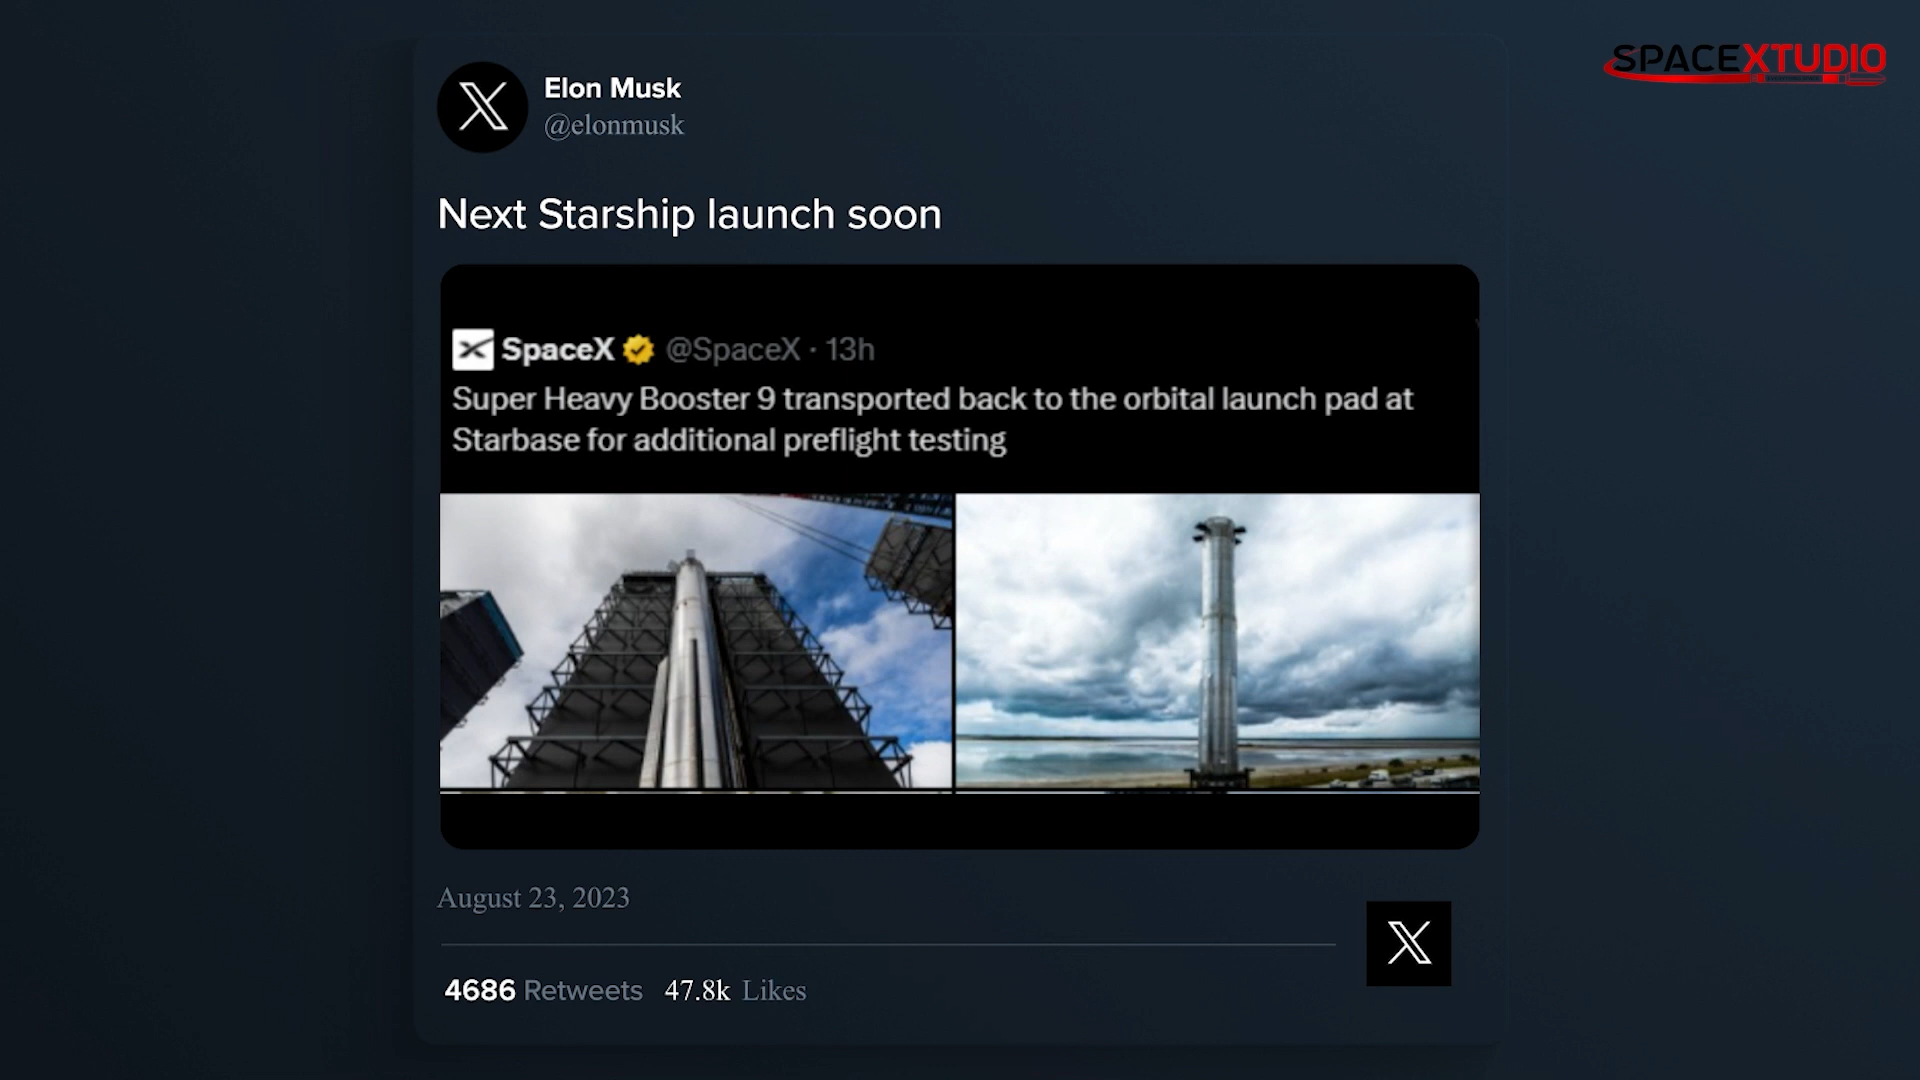 SPACEXTUDIO
Elon Musk
@elonmusk
Next Starship launch soon
SpaceX @SpaceX · 13h
Super Heavy Booster 9 transported back to the orbital launch pad at
Starbase for additional preflight testing
August 23, 2023
4686 Retweets 47.8k Likes